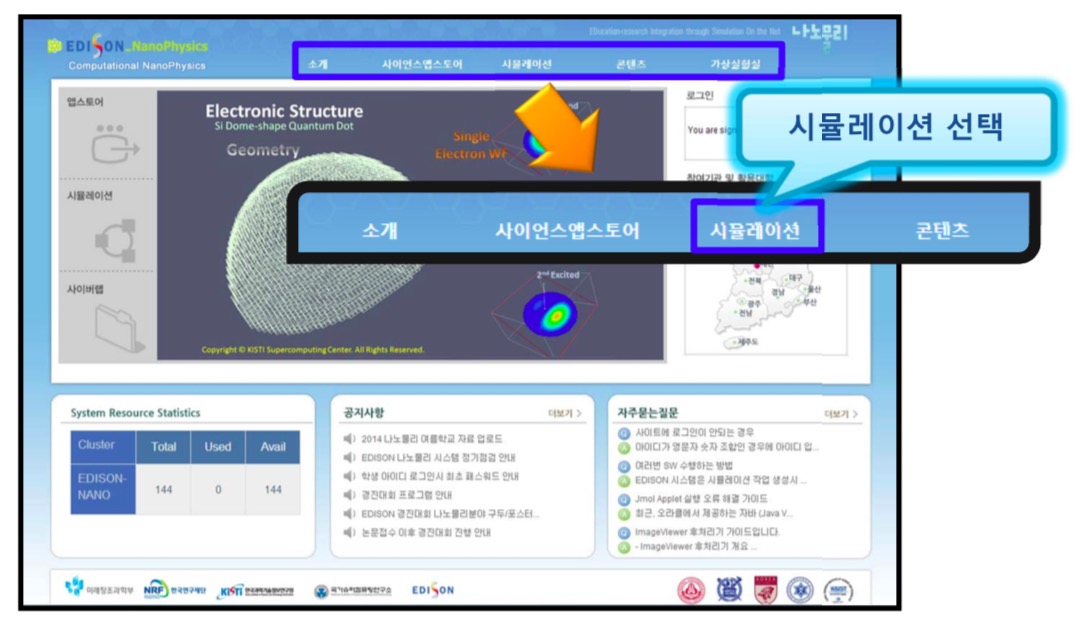 EDISON_NanoPhysics
Computational NanoPhysics
EDucation-research Integration through Simulation On the Net
나노물리
소개 사이언스앱스토어 시뮬레이션 콘텐츠 가상실험실
앱스토어
시뮬레이션
사이버랩
Electronic Structure
Si Dome-shape Quantum Dot
Geometry
Single
Electron WF
2nd Excited
Copyright © KISTI Supercomputing Center. All Rights Reserved.
로그인
You are sign
참여기관 및 활용대학
시뮬레이션 선택
소개 사이언스앱스토어 시뮬레이션 콘텐츠
전북
대구
경남
울산
광주
부산
전남
제주도
System Resource Statistics
Cluster Total Used Avail
EDISON-NANO 144 0 144
공지사항 더보기 >
2014 나노물리 여름학교 자료 업로드
EDISON 나노물리 시스템 정기점검 안내
학생 아이디 로그인시 최초 패스워드 안내
경진대회 프로그램 안내
EDISON 경진대회 나노물리분야 구두/포스터...
논문접수 이후 경진대회 진행 안내
자주묻는질문 더보기 >
Q 사이트에 로그인이 안되는 경우
A 아이디가 영문자 숫자 조합인 경우에 아이디 입...
Q 여러번 SW 수행하는 방법
A EDISON 시스템은 시뮬레이션 작업 생성시 ...
Q Jmol Applet 실행 오류 해결 가이드
A 최근, 오라클에서 제공하는 자바 (Java V...
Q ImageViewer 후처리기 가이드입니다.
A - ImageViewer 후처리기 개요 ...
미래창조과학부 NRF 한국연구재단 KISTI 한국과학기술정보연구원 국가슈퍼컴퓨팅연구소 EDISON